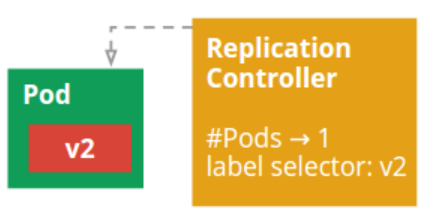 Pod
v2
Replication
Controller
#Pods → 1
label selector: v2